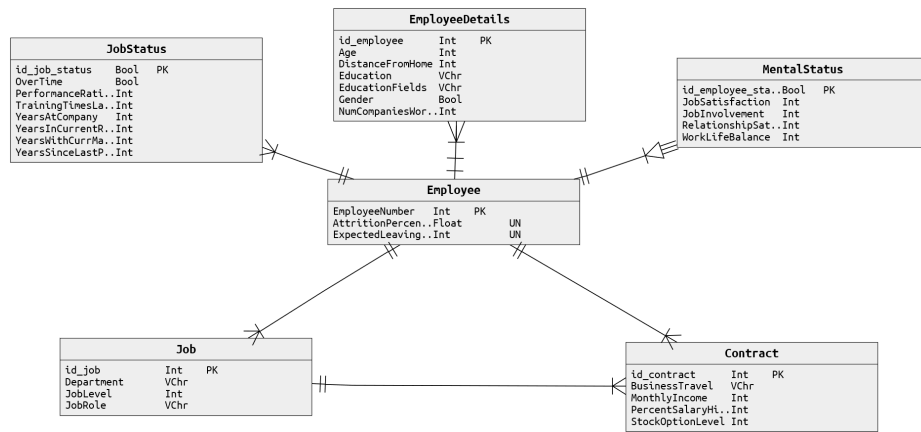 EmployeeDetails
id_employee Int PK
Age Int
DistanceFromHome Int
Education VChr
EducationFields VChr
Gender Bool
NumCompaniesWor..Int
JobStatus
id_job_status Bool PK
OverTime Bool
PerformanceRati..Int
TrainingTimesLa..Int
YearsAtCompany Int
YearsInCurrentR..Int
YearsWithCurrMa..Int
YearsSinceLastP..Int
MentalStatus
id_employee_sta..Bool PK
JobSatisfaction Int
JobInvolvement Int
RelationshipSat..Int
WorkLifeBalance Int
Employee
EmployeeNumber Int PK
AttritionPercen..Float UN
ExpectedLeaving..Int UN
Job
id_job Int PK
Department VChr
JobLevel Int
JobRole VChr
Contract
id_contract Int PK
BusinessTravel VChr
MonthlyIncome Int
PercentSalaryHi..Int
StockOptionLevel Int